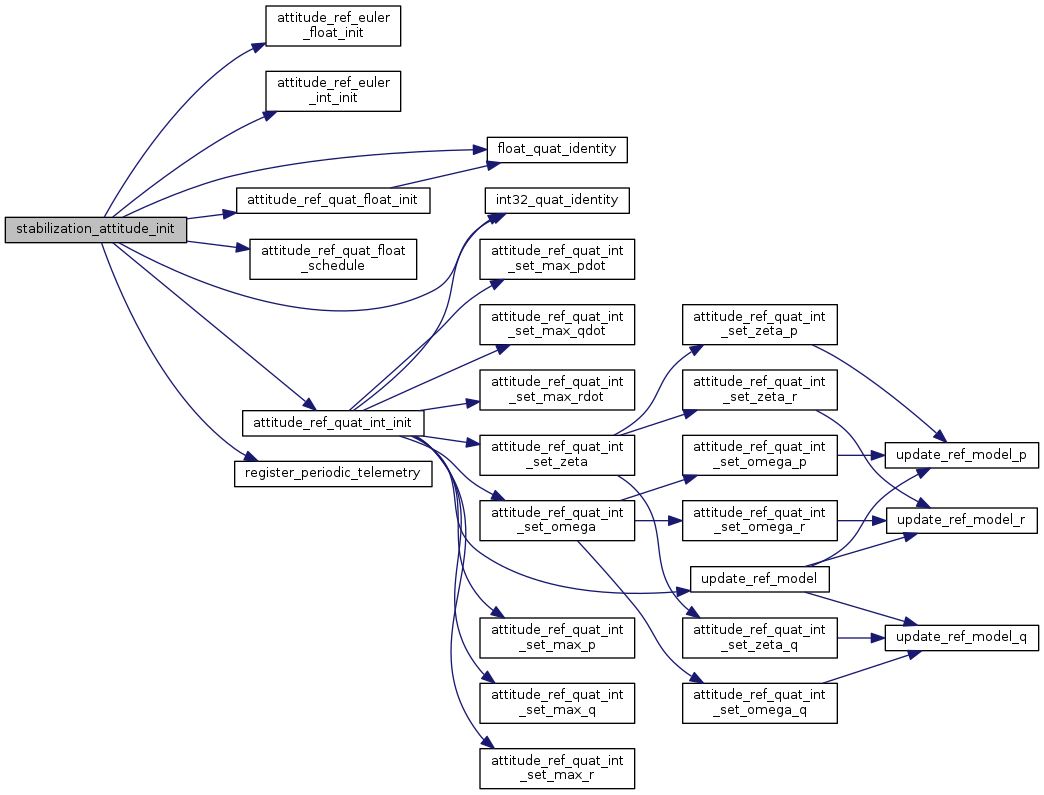 attitude_ref_euler
_float_init
attitude_ref_euler
_int_init
float_quat_identity
attitude_ref_quat_float_init
int32_quat_identity
stabilization_attitude_init
attitude_ref_quat_float
_schedule
attitude_ref_quat_int
_set_max_pdot
attitude_ref_quat_int
_set_max_qdot
attitude_ref_quat_int
_set_zeta_p
attitude_ref_quat_int
_set_max_rdot
attitude_ref_quat_int
_set_zeta_r
attitude_ref_quat_int_init
attitude_ref_quat_int
_set_zeta
attitude_ref_quat_int
_set_omega_p
update_ref_model_p
register_periodic_telemetry
attitude_ref_quat_int
_set_omega
attitude_ref_quat_int
_set_omega_r
update_ref_model_r
update_ref_model
attitude_ref_quat_int
_set_max_p
attitude_ref_quat_int
_set_zeta_q
update_ref_model_q
attitude_ref_quat_int
_set_max_q
attitude_ref_quat_int
_set_omega_q
attitude_ref_quat_int
_set_max_r